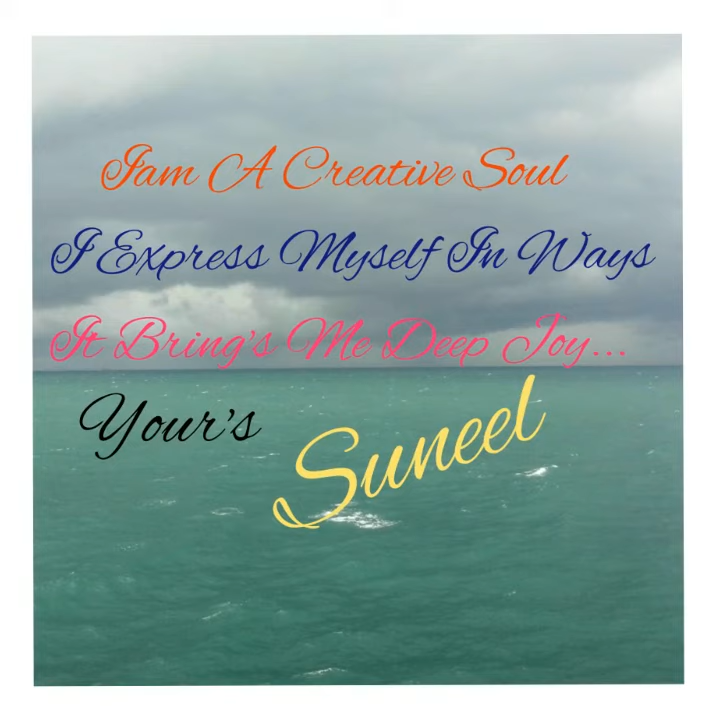 Iam A Creative Soul
I Express Myself In Ways
It Bring's Me Deep Joy...
Your's
Suneel